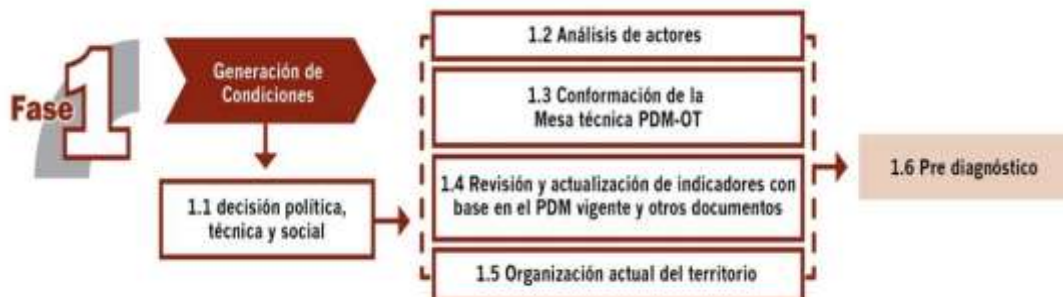 Fase 1
Generación de
Condiciones
1.1 decisión política,
técnica y social
1.2 Análisis de actores
1.3 Conformación de la
Mesa técnica PDM-OT
1.4 Revisión y actualización de indicadores con
base en el PDM vigente y otros documentos
1.5 Organización actual del territorio
1.6 Pre diagnóstico